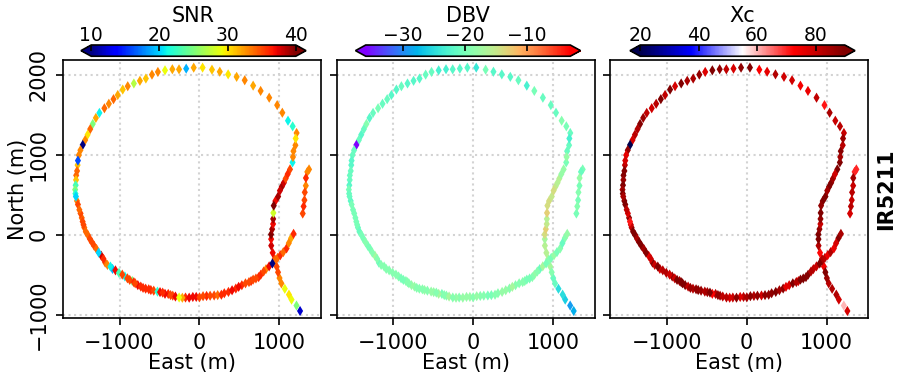 SNR DBV Xc
10 20 30 40 −30 −20 −10 20 40 60 80
2000
1000
0
−1000
North (m)
IR5211
−1000 0 1000 −1000 0 1000 −1000 0 1000
East (m) East (m) East (m)